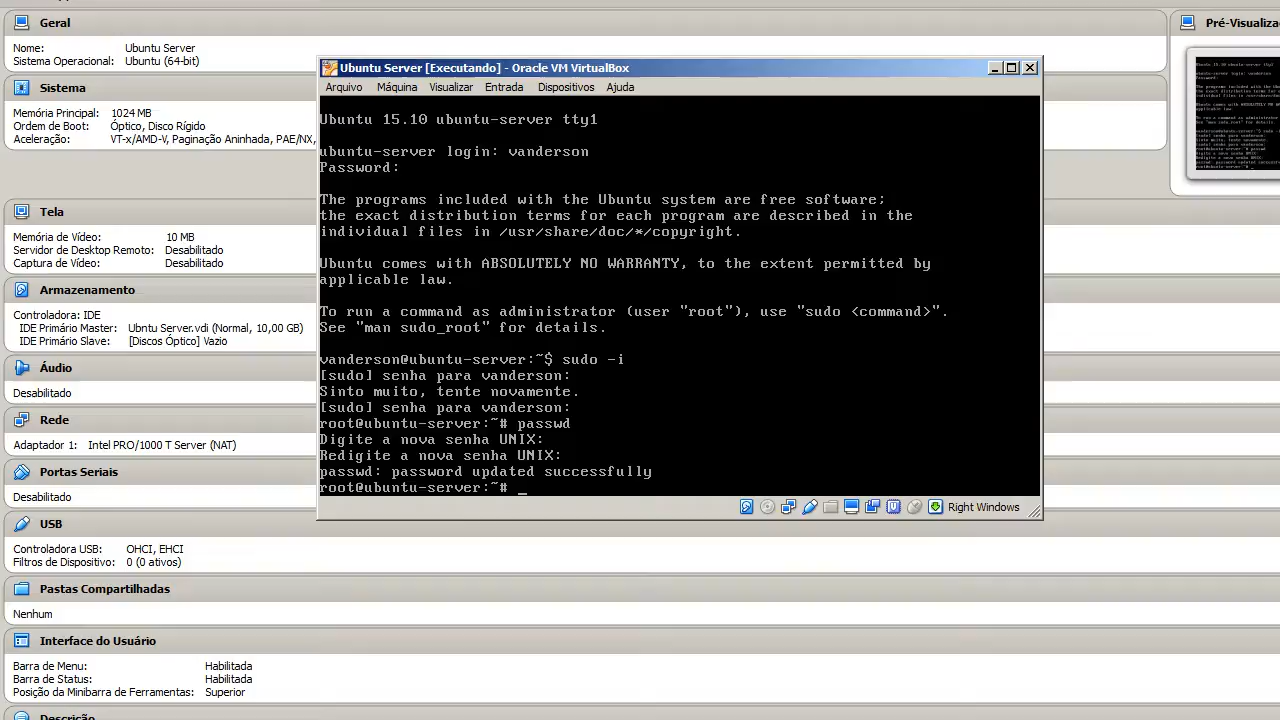 Geral
Nome: Ubuntu Server
Sistema Operacional: Ubuntu (64-bit)
Sistema
Memória Principal: 1024 MB
Ordem de Boot: Óptico, Disco Rígido
Aceleração: VT-x/AMD-V, Paginação Aninhada, PAE/NX,
Tela
Memória de Vídeo: 10 MB
Servidor de Desktop Remoto: Desabilitado
Captura de Vídeo: Desabilitado
Armazenamento
Controladora: IDE
IDE Primário Master: Ubntu Server.vdi (Normal, 10,00 GB)
IDE Primário Slave: [Discos Óptico] Vazio
Áudio
Desabilitado
Rede
Adaptador 1: Intel PRO/1000 T Server (NAT)
Portas Seriais
Desabilitado
USB
Controladora USB: OHCI, EHCI
Filtros de Dispositivo: 0 (0 ativos)
Pastas Compartilhadas
Nenhum
Interface do Usuário
Barra de Menu: Habilitada
Barra de Status: Habilitada
Posição da Minibarra de Ferramentas: Superior
Descrição
Ubuntu Server [Executando] - Oracle VM VirtualBox
Arquivo Máquina Visualizar Entrada Dispositivos Ajuda
Ubuntu 15.10 ubuntu-server tty1
ubuntu-server login: vanderson
Password:
The programs included with the Ubuntu system are free software;
the exact distribution terms for each program are described in the
individual files in /usr/share/doc/*/copyright.
Ubuntu comes with ABSOLUTELY NO WARRANTY, to the extent permitted by
applicable law.
To run a command as administrator (user "root"), use "sudo <command>".
See "man sudo_root" for details.
vanderson@ubuntu-server:~$ sudo -i
[sudo] senha para vanderson:
Sinto muito, tente novamente.
[sudo] senha para vanderson:
root@ubuntu-server:~# passwd
Digite a nova senha UNIX:
Redigite a nova senha UNIX:
passwd: password updated successfully
root@ubuntu-server:~# _
Right Windows
Pré-Visualiza